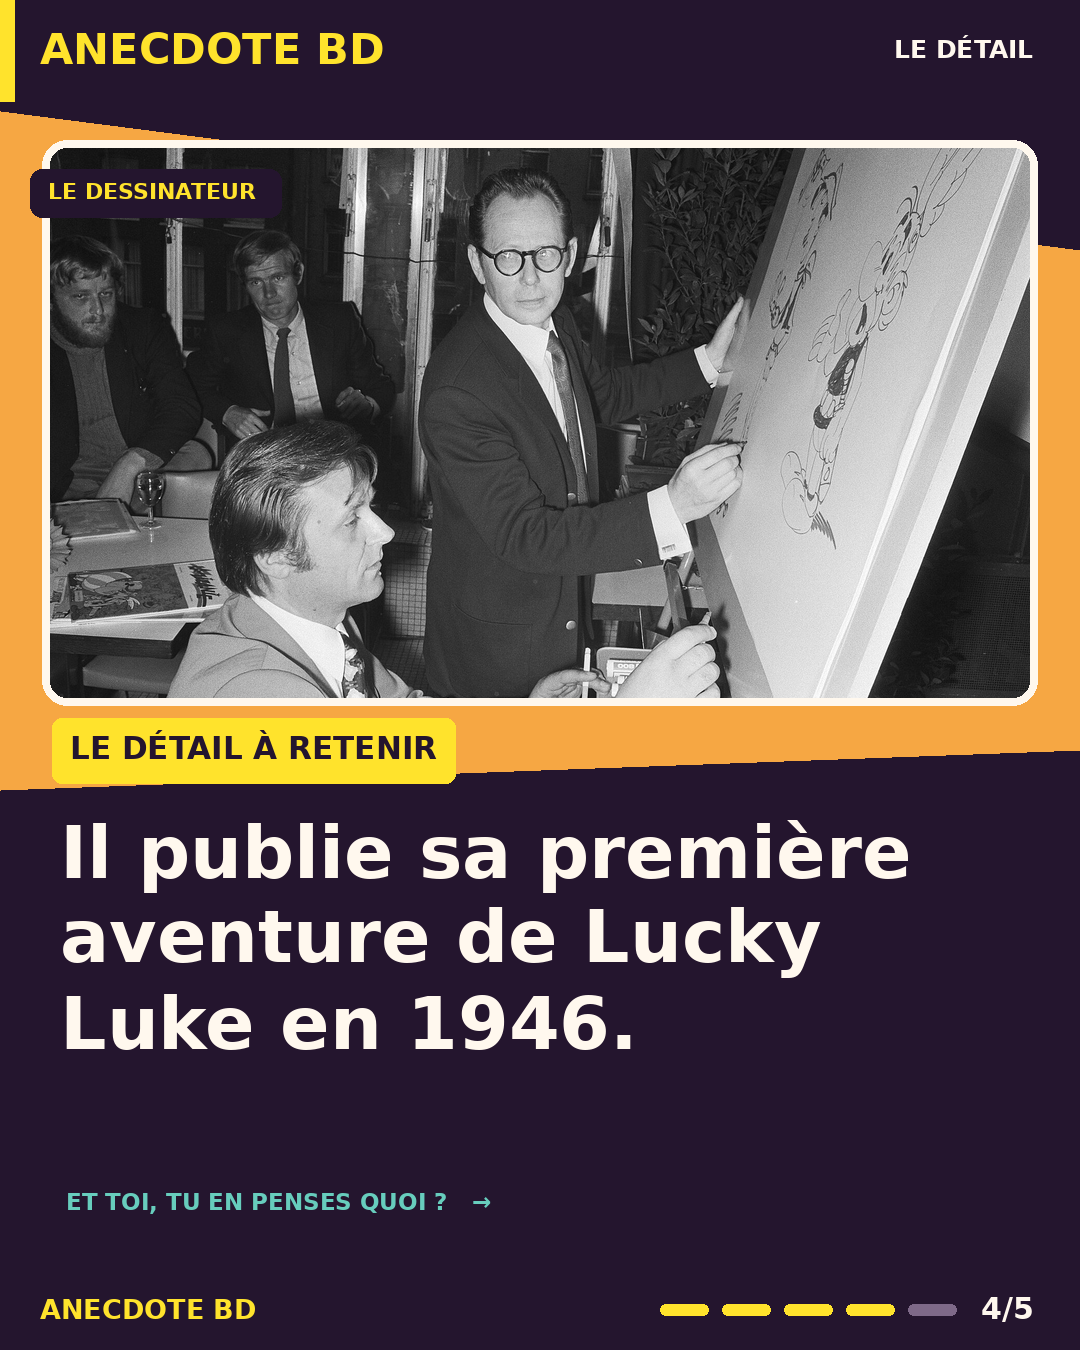 ANECDOTE BD
LE DÉTAIL
LE DESSINATEUR
LE DÉTAIL À RETENIR
Il publie sa première
aventure de Lucky
Luke en 1946.
ET TOI, TU EN PENSES QUOI ? →
ANECDOTE BD
4/5